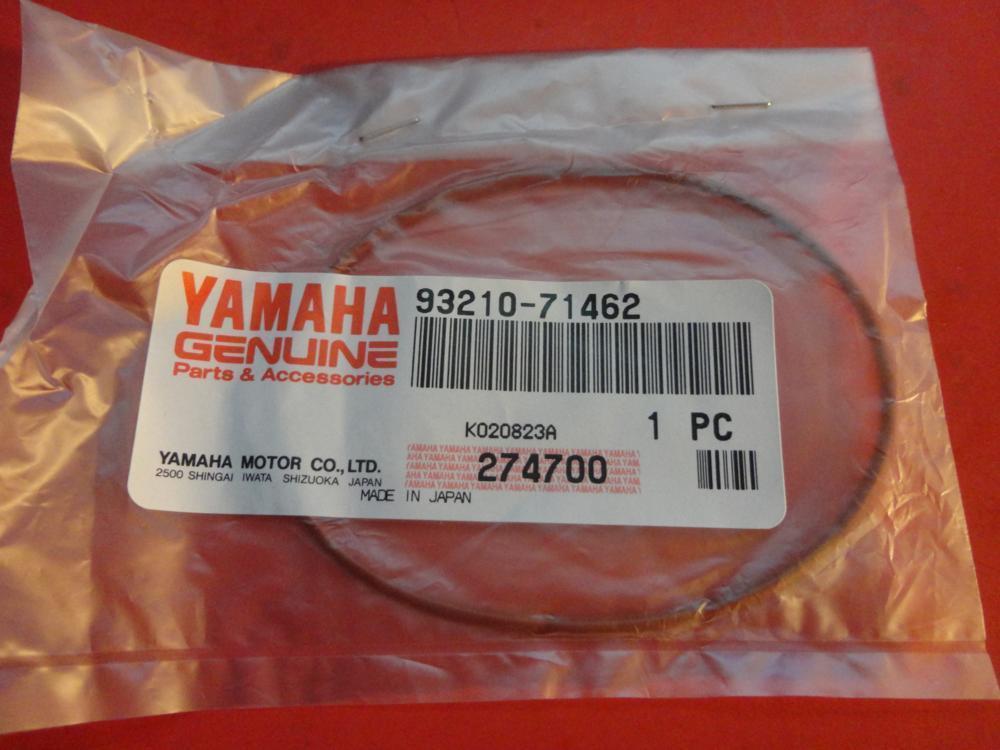 YAMAHA
GENUINE
Parts & Accessories
93210-71462
K020823A
1 PC
274700
YAMAHA MOTOR CO., LTD.
2500 SHINGAI IWATA SHIZUOKA JAPAN
MADE IN JAPAN